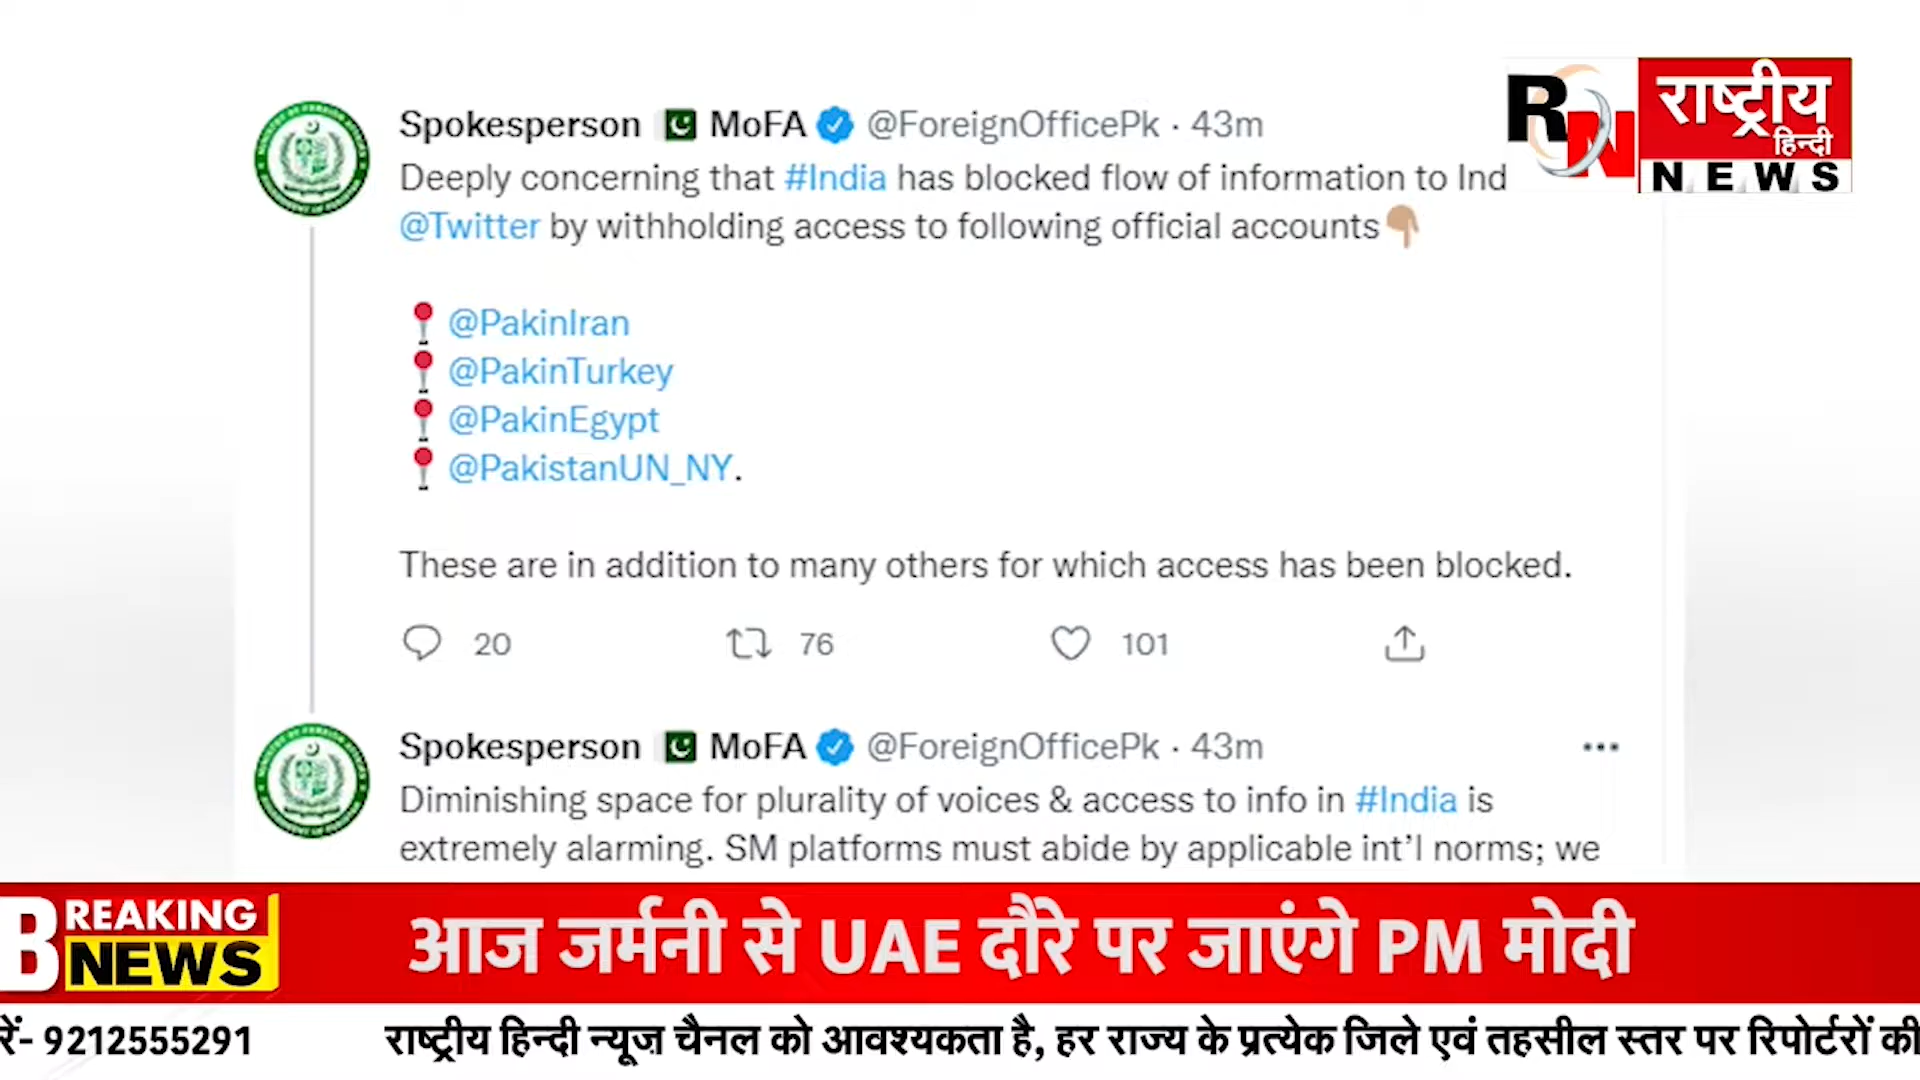 Spokesperson MoFA @ForeignOfficePk · 43m
Deeply concerning that #India has blocked flow of information to Ind
@Twitter by withholding access to following official accounts
@PakinIran
@PakinTurkey
@PakinEgypt
@PakistanUN_NY.
These are in addition to many others for which access has been blocked.
20 76 101
Spokesperson MoFA @ForeignOfficePk · 43m
Diminishing space for plurality of voices & access to info in #India is
extremely alarming. SM platforms must abide by applicable int’l norms; we
RN
राष्ट्रीय
हिन्दी
NEWS
BREAKING
NEWS
आज जर्मनी से UAE दौरे पर जाएंगे PM मोदी
रें- 9212555291 राष्ट्रीय हिन्दी न्यूज़ चैनल को आवश्यकता है, हर राज्य के प्रत्येक जिले एवं तहसील स्तर पर रिपोर्टरों की